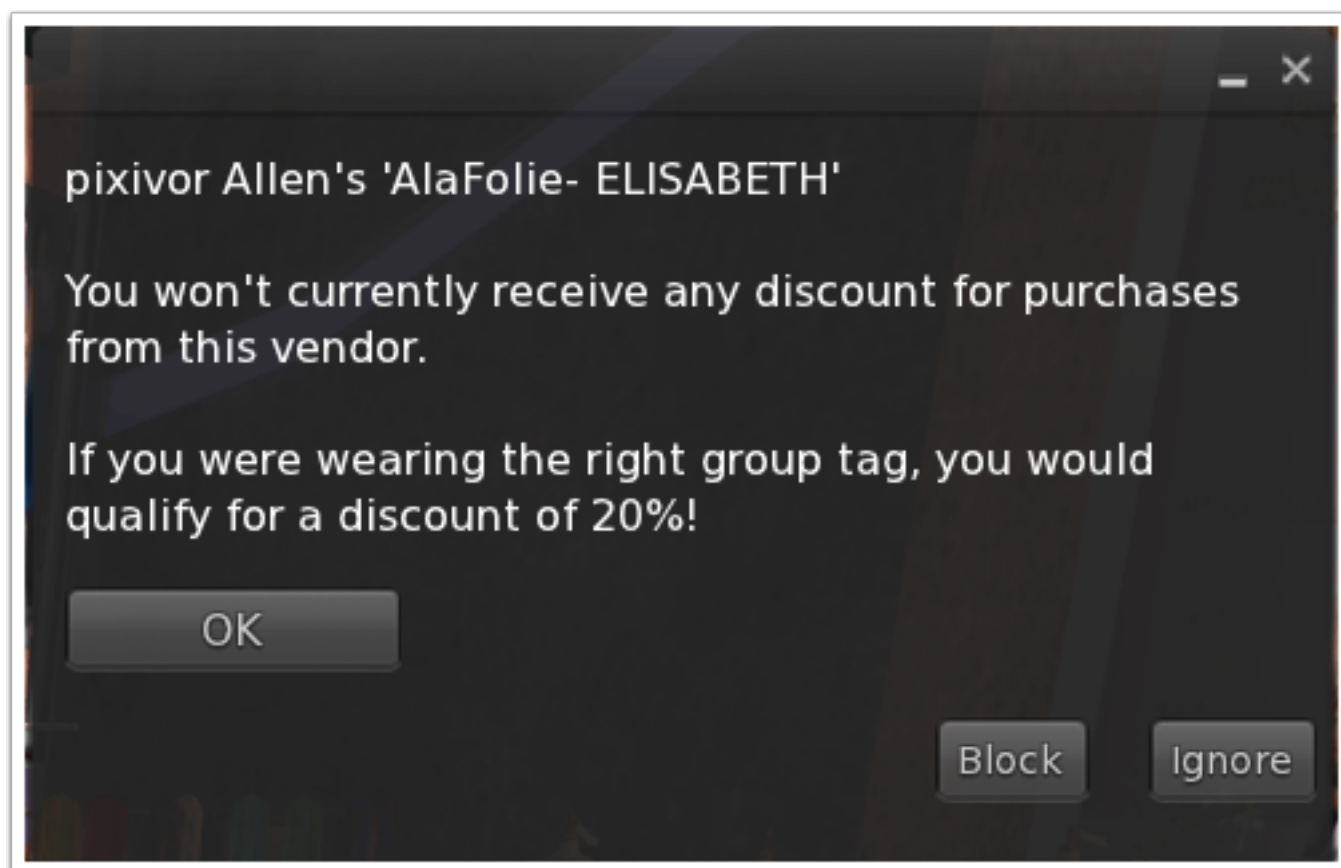 pixivor Allen's 'AlaFolie- ELISABETH'
You won't currently receive any discount for purchases
from this vendor.
If you were wearing the right group tag, you would
qualify for a discount of 20%!
OK
Block
Ignore